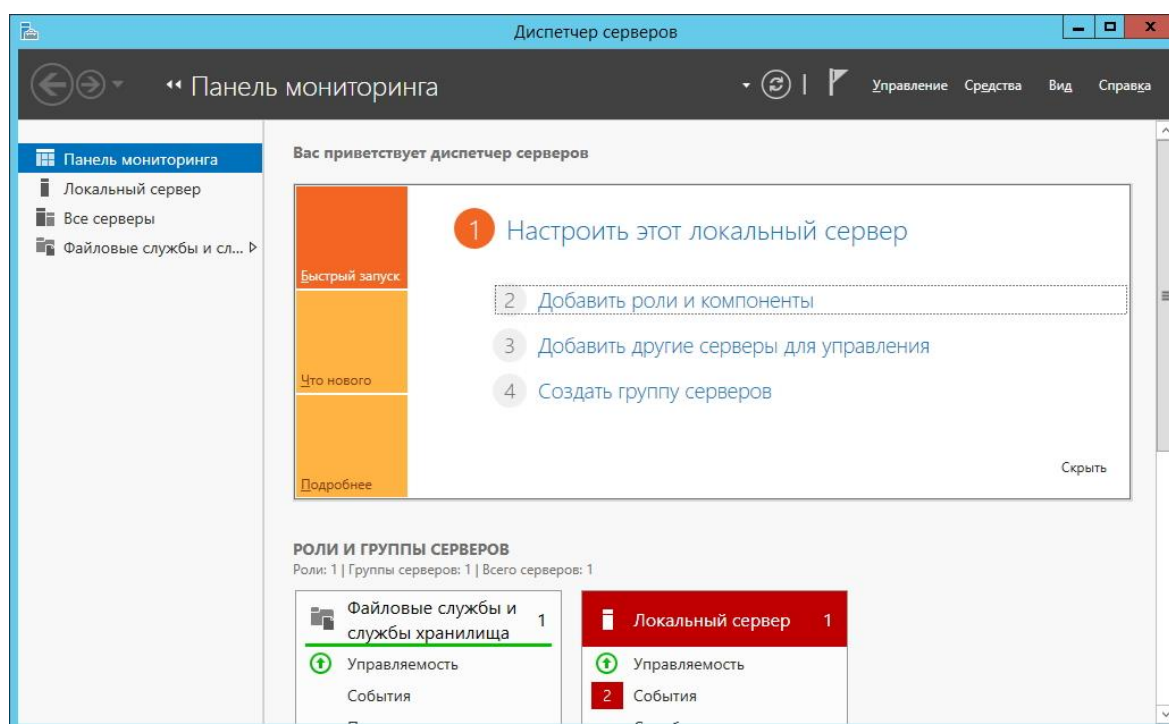 Диспетчер серверов
Панель мониторинга
Управление Средства Вид Справка
Панель мониторинга
Локальный сервер
Все серверы
Файловые службы и сл...
Вас приветствует диспетчер серверов
Быстрый запуск
Что нового
Подробнее
1 Настроить этот локальный сервер
2 Добавить роли и компоненты
3 Добавить другие серверы для управления
4 Создать группу серверов
Скрыть
РОЛИ И ГРУППЫ СЕРВЕРОВ
Роли: 1 | Группы серверов: 1 | Всего серверов: 1
Файловые службы и
службы хранилища 1
Управляемость
События
Локальный сервер 1
Управляемость
2 События